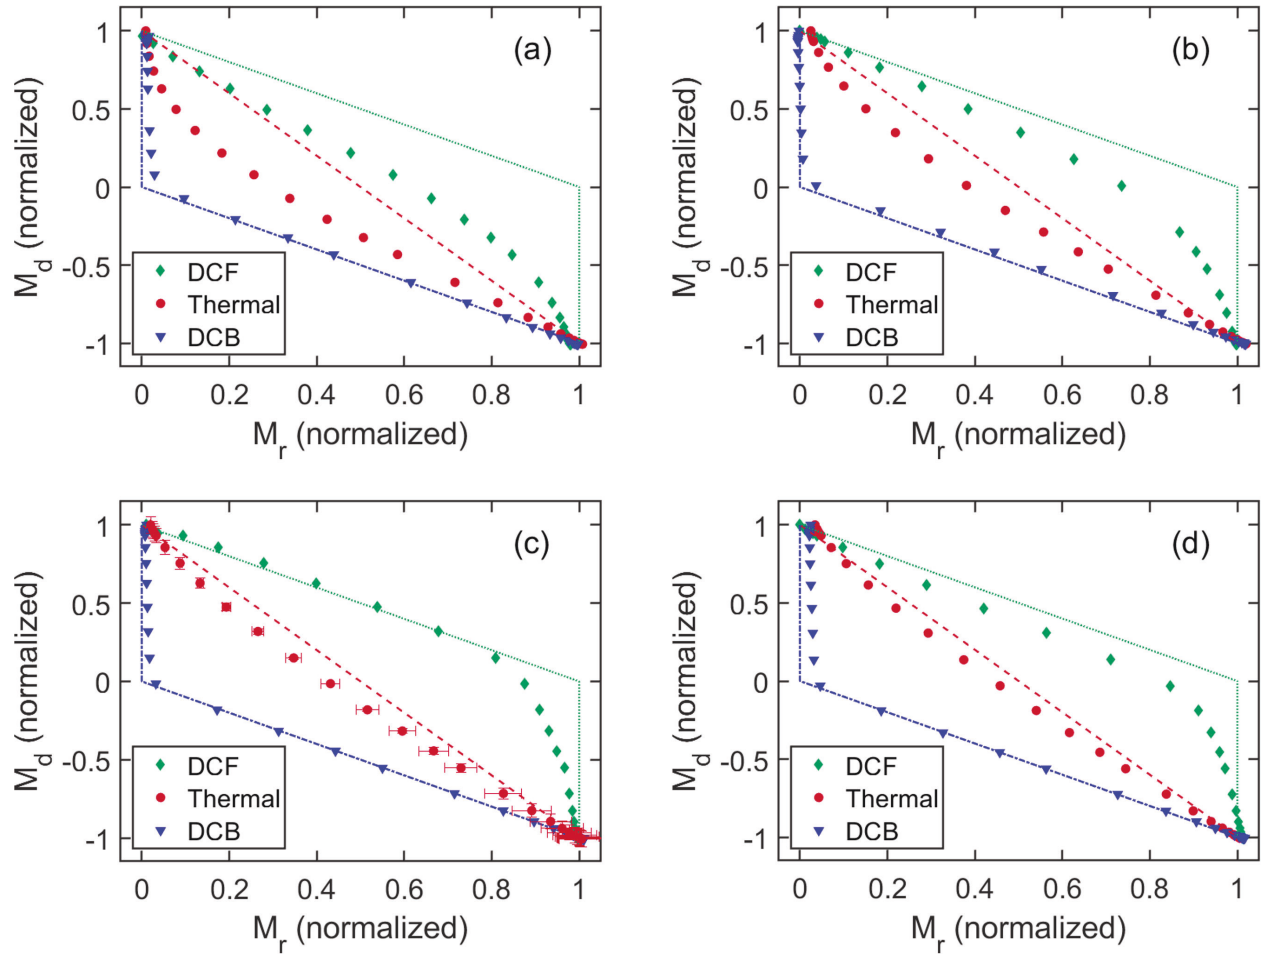 (a)
M_d (normalized)
1
0.5
0
-0.5
-1
DCF
Thermal
DCB
0 0.2 0.4 0.6 0.8 1
M_r (normalized)
(b)
M_d (normalized)
1
0.5
0
-0.5
-1
DCF
Thermal
DCB
0 0.2 0.4 0.6 0.8 1
M_r (normalized)
(c)
M_d (normalized)
1
0.5
0
-0.5
-1
DCF
Thermal
DCB
0 0.2 0.4 0.6 0.8 1
M_r (normalized)
(d)
M_d (normalized)
1
0.5
0
-0.5
-1
DCF
Thermal
DCB
0 0.2 0.4 0.6 0.8 1
M_r (normalized)